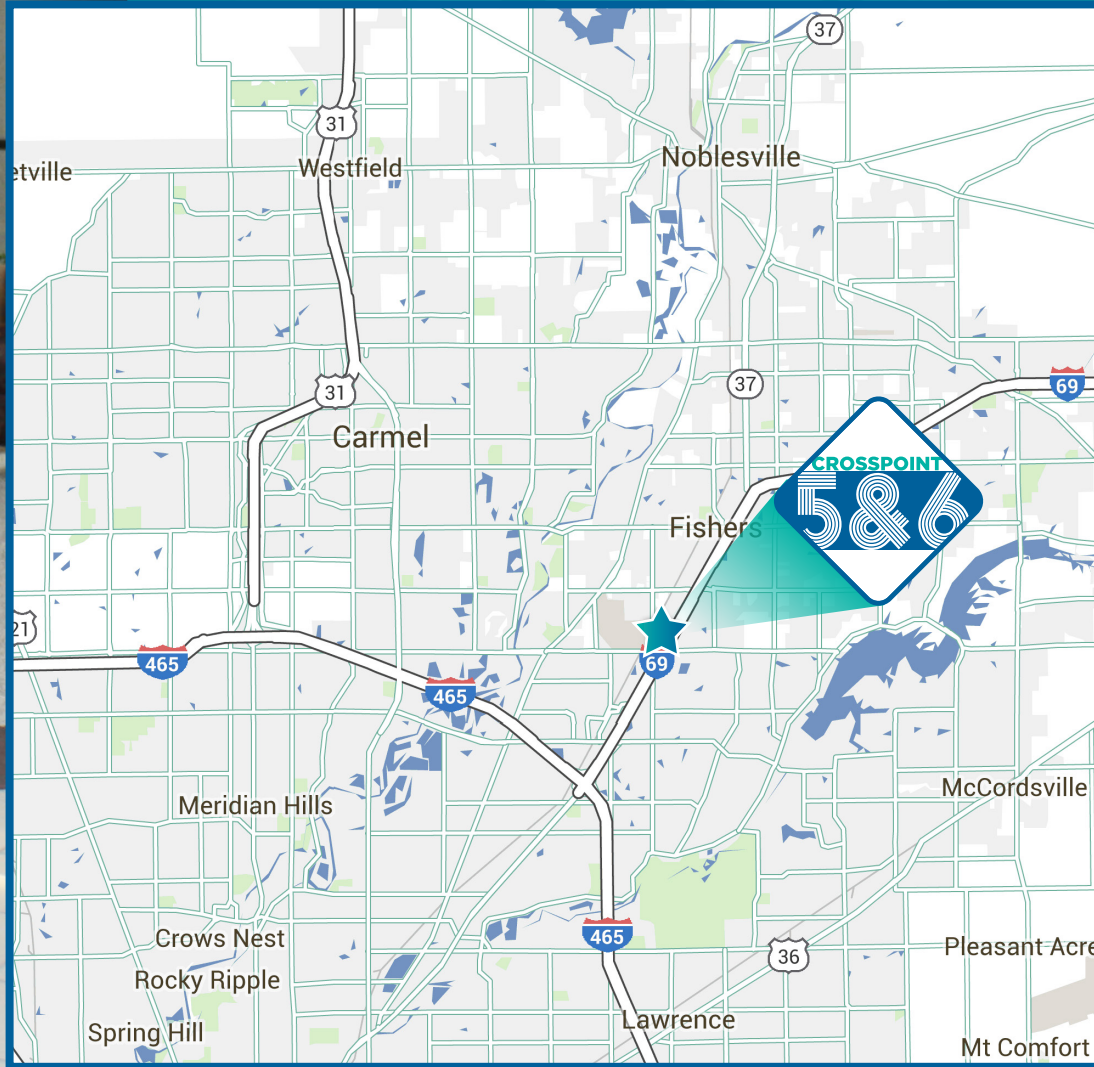 37
31
Westfield
Noblesville
etville
31
37
69
Carmel
CROSSPOINT
5&6
Fishers
21
465
69
465
Meridian Hills
McCordsville
Crows Nest
465
36
Pleasant Acre
Rocky Ripple
Spring Hill
Lawrence
Mt Comfort